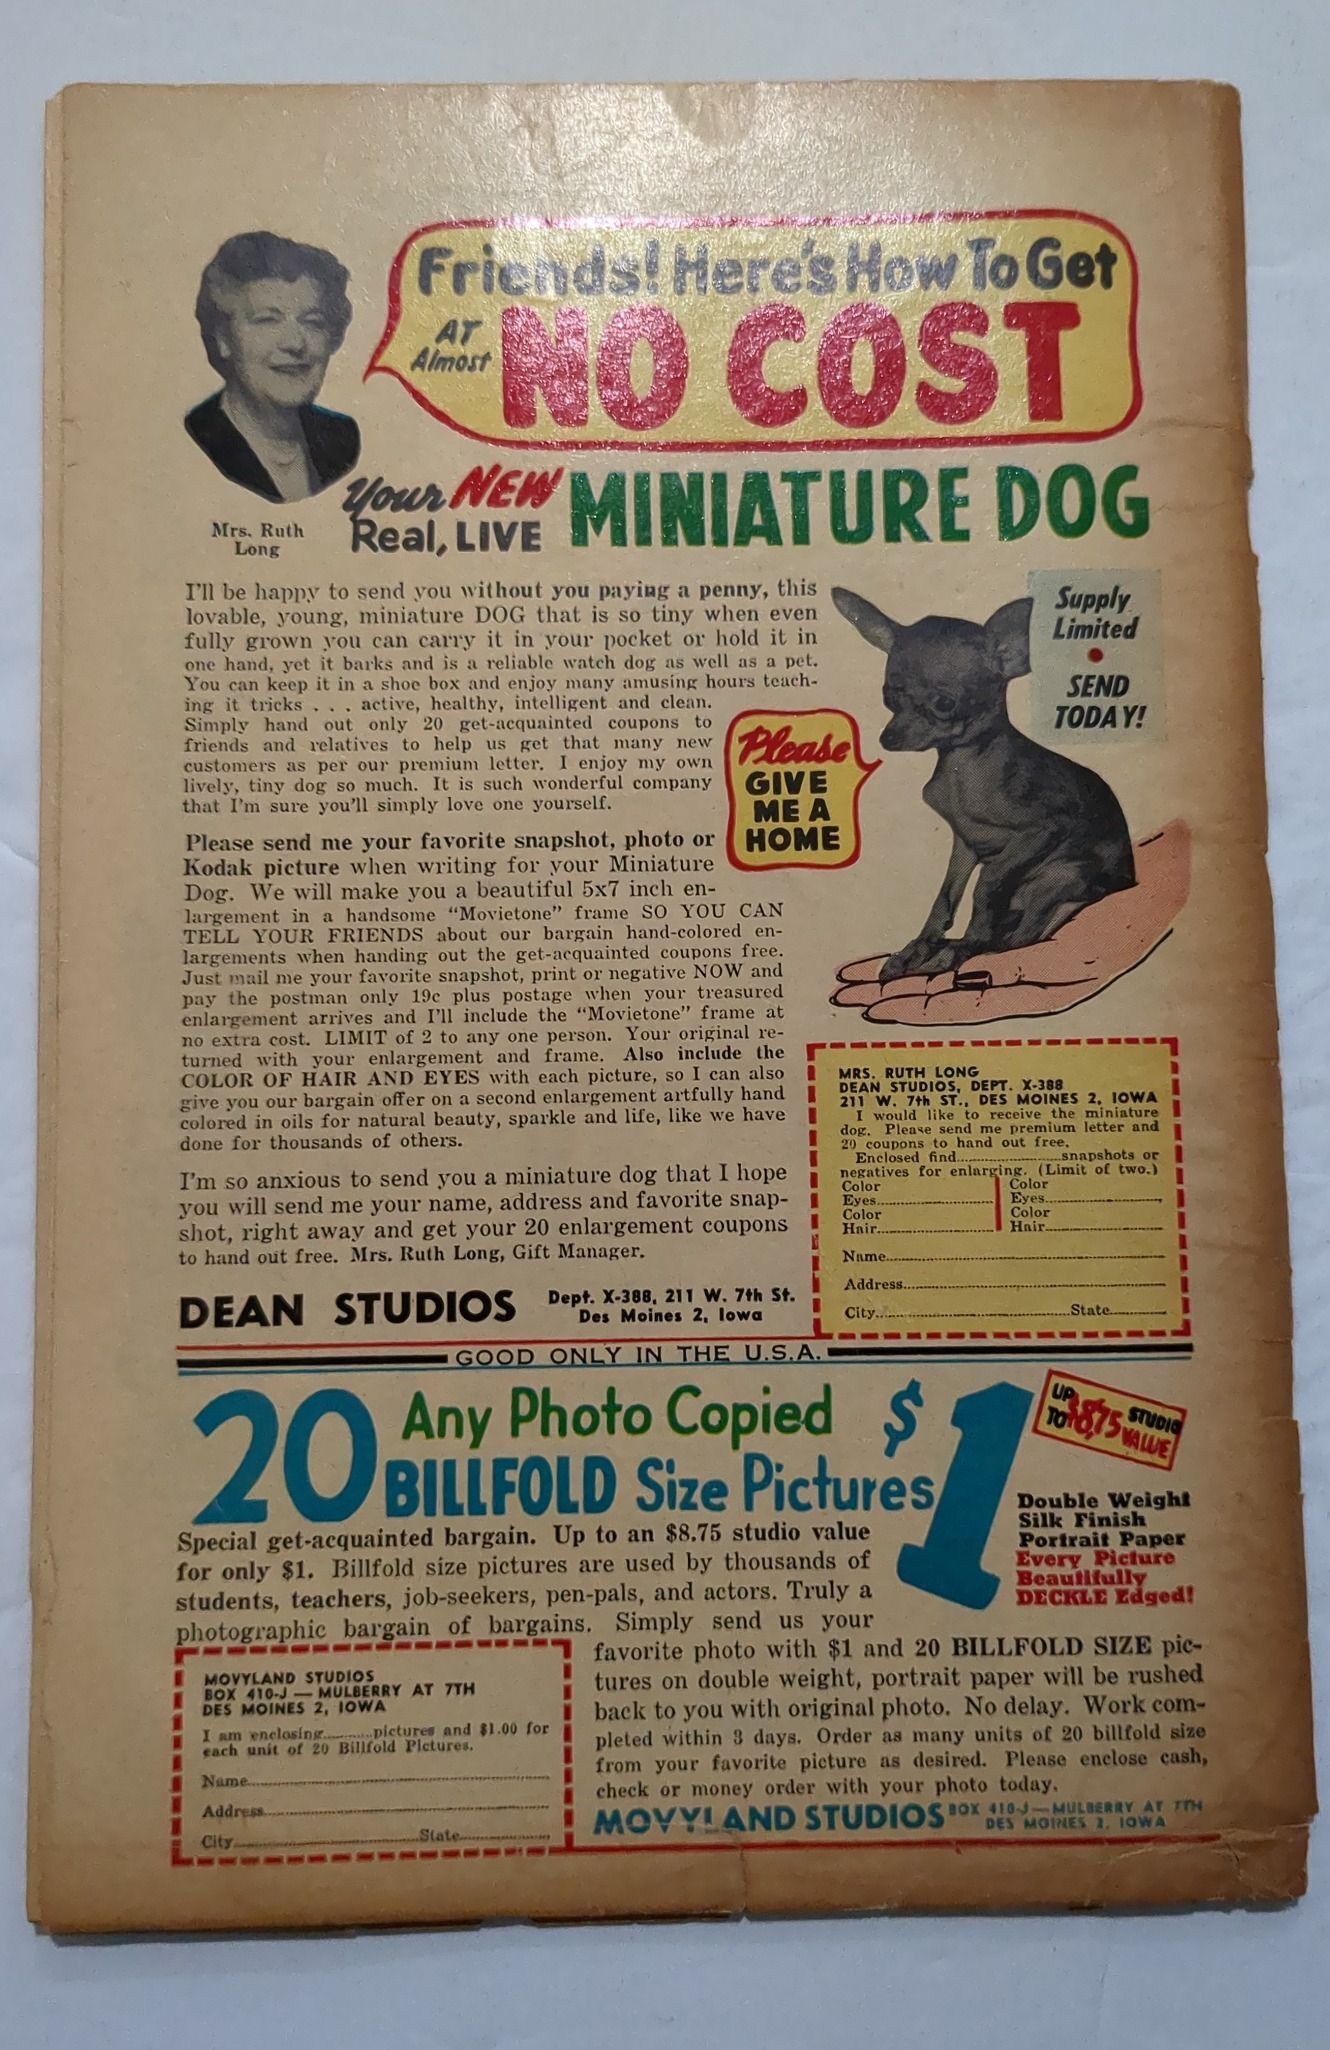 Friends! Here's How To Get
AT Almost NO COST
Your NEW
Real, LIVE MINIATURE DOG
Mrs. Ruth
Long
I'll be happy to send you without you paying a penny, this
lovable, young, miniature DOG that is so tiny when even
fully grown you can carry it in your pocket or hold it in
one hand, yet it barks and is a reliable watch dog as well as a pet.
You can keep it in a shoe box and enjoy many amusing hours teach-
ing it tricks . . . active, healthy, intelligent and clean.
Simply hand out only 20 get-acquainted coupons to
friends and relatives to help us get that many new
customers as per our premium letter. I enjoy my own
lively, tiny dog so much. It is such wonderful company
that I'm sure you'll simply love one yourself.
Supply
Limited
•
SEND
TODAY!
Please
GIVE
ME A
HOME
Please send me your favorite snapshot, photo or
Kodak picture when writing for your Miniature
Dog. We will make you a beautiful 5x7 inch en-
largement in a handsome "Movietone" frame SO YOU CAN
TELL YOUR FRIENDS about our bargain hand-colored en-
largements when handing out the get-acquainted coupons free.
Just mail me your favorite snapshot, print or negative NOW and
pay the postman only 19c plus postage when your treasured
enlargement arrives and I'll include the "Movietone" frame at
no extra cost. LIMIT of 2 to any one person. Your original re-
turned with your enlargement and frame. Also include the
COLOR OF HAIR AND EYES with each picture, so I can also
give you our bargain offer on a second enlargement artfully hand
colored in oils for natural beauty, sparkle and life, like we have
done for thousands of others.
I'm so anxious to send you a miniature dog that I hope
you will send me your name, address and favorite snap-
shot, right away and get your 20 enlargement coupons
to hand out free. Mrs. Ruth Long, Gift Manager.
DEAN STUDIOS Dept. X-388, 211 W. 7th St.
Des Moines 2, Iowa
MRS. RUTH LONG
DEAN STUDIOS, DEPT. X-388
211 W. 7th ST., DES MOINES 2, IOWA
I would like to receive the miniature
dog. Please send me premium letter and
20 coupons to hand out free.
Enclosed find..........snapshots or
negatives for enlarging. (Limit of two.)
Color Color
Eyes.......... Eyes..........
Color Color
Hair.......... Hair..........
Name..........
Address..........
City..........State..........
GOOD ONLY IN THE U.S.A.
20 Any Photo Copied $1
BILLFOLD Size Pictures
UP TO $8.75 STUDIO VALUE
Double Weight
Silk Finish
Portrait Paper
Every Picture
Beautifully
DECKLE Edged!
Special get-acquainted bargain. Up to an $8.75 studio value
for only $1. Billfold size pictures are used by thousands of
students, teachers, job-seekers, pen-pals, and actors. Truly a
photographic bargain of bargains. Simply send us your
favorite photo with $1 and 20 BILLFOLD SIZE pic-
tures on double weight, portrait paper will be rushed
back to you with original photo. No delay. Work com-
pleted within 3 days. Order as many units of 20 billfold size
from your favorite picture as desired. Please enclose cash,
check or money order with your photo today.
MOVYLAND STUDIOS BOX 410-J — MULBERRY AT 7TH
DES MOINES 2, IOWA
MOVYLAND STUDIOS
BOX 410-J — MULBERRY AT 7TH
DES MOINES 2, IOWA
I am enclosing..........pictures and $1.00 for
each unit of 20 Billfold Pictures.
Name..........
Address..........
City..........State..........